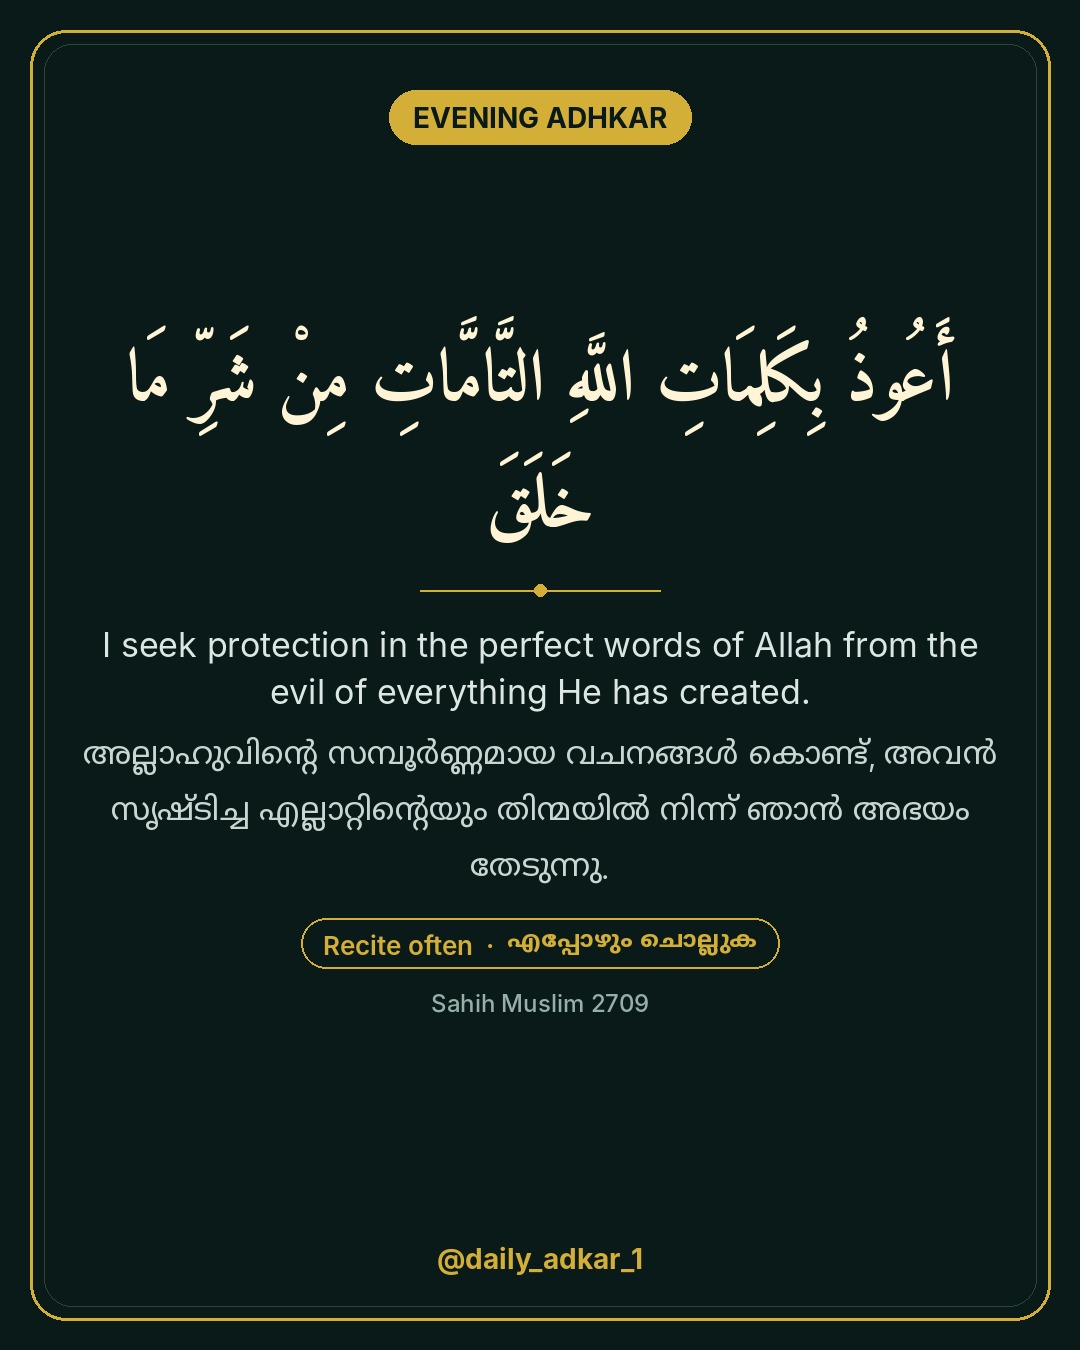 EVENING ADHKAR
أَعُوذُ بِكَلِمَاتِ اللَّهِ التَّامَّاتِ مِنْ شَرِّ مَا
خَلَقَ
I seek protection in the perfect words of Allah from the
evil of everything He has created.
അല്ലാഹുവിന്റെ സമ്പൂർണ്ണമായ വചനങ്ങൾ കൊണ്ട്, അവൻ
സൃഷ്ടിച്ച എല്ലാറ്റിന്റെയും തിന്മയിൽ നിന്ന് ഞാൻ അഭയം
തേടുന്നു.
Recite often · എപ്പോഴും ചൊല്ലുക
Sahih Muslim 2709
@daily_adkar_1